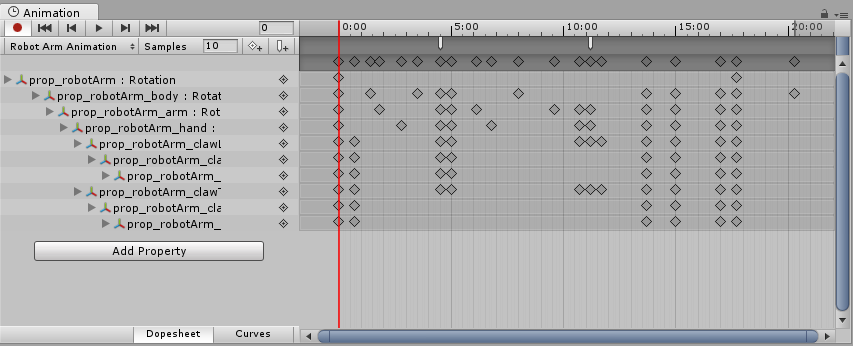 Animation
0
0:00
5:00
10:00
15:00
20:00
Robot Arm Animation
Samples
10
prop_robotArm : Rotation
prop_robotArm_body : Rotat
prop_robotArm_arm : Rot
prop_robotArm_hand :
prop_robotArm_clawL
prop_robotArm_cla
prop_robotArm_
prop_robotArm_clawT
prop_robotArm_cla
prop_robotArm_
Add Property
Dopesheet
Curves